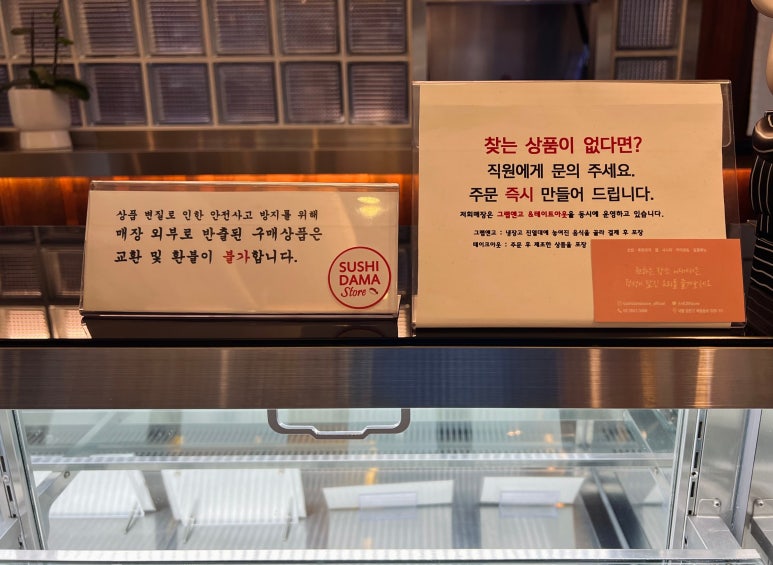 상품 변질로 인한 안전사고 방지를 위해
매장 외부로 반출된 구매상품은
교환 및 환불이 불가합니다.
SUSHI
DAMA
Store
찾는 상품이 없다면?
직원에게 문의 주세요.
주문 즉시 만들어 드립니다.
저희매장은 그랩앤고 &테이크아웃을 동시에 운영하고 있습니다.
그랩앤고 : 냉장고 진열대에 놓여진 음식을 골라 결제 후 포장
테이크아웃 : 주문 후 제조한 상품을 포장